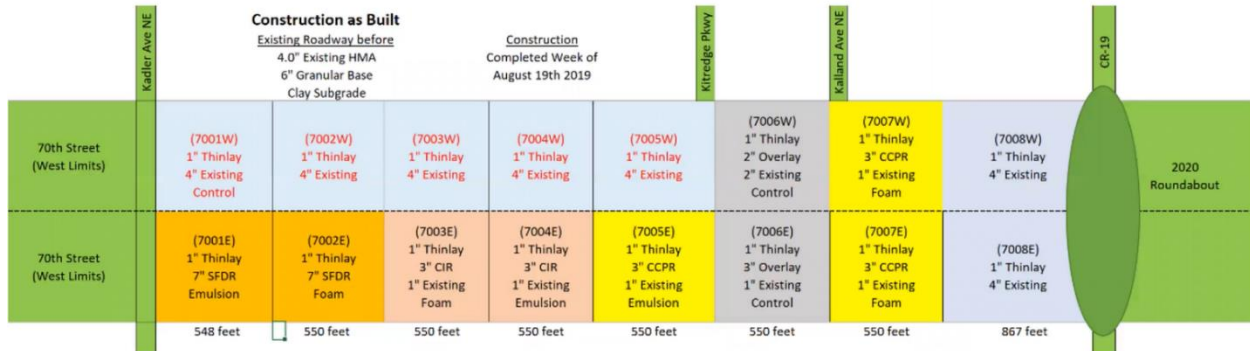 Construction as Built
Existing Roadway before
4.0" Existing HMA
6" Granular Base
Clay Subgrade
Construction
Completed Week of
August 19th 2019
Kadler Ave NE
Kitredge Pkwy
Kalland Ave NE
CR-19
70th Street
(West Limits)
(7001W)
1" Thinlay
4" Existing
Control
(7002W)
1" Thinlay
4" Existing
(7003W)
1" Thinlay
4" Existing
(7004W)
1" Thinlay
4" Existing
(7005W)
1" Thinlay
4" Existing
(7006W)
1" Thinlay
2" Overlay
2" Existing
Control
(7007W)
1" Thinlay
3" CCPR
1" Existing
Foam
(7008W)
1" Thinlay
4" Existing
2020
Roundabout
70th Street
(West Limits)
(7001E)
1" Thinlay
7" SFDR
Emulsion
(7002E)
1" Thinlay
7" SFDR
Foam
(7003E)
1" Thinlay
3" CIR
1" Existing
Foam
(7004E)
1" Thinlay
3" CIR
1" Existing
Emulsion
(7005E)
1" Thinlay
3" CCPR
1" Existing
Emulsion
(7006E)
1" Thinlay
3" Overlay
1" Existing
Control
(7007E)
1" Thinlay
3" CCPR
1" Existing
Foam
(7008E)
1" Thinlay
4" Existing
548 feet
550 feet
550 feet
550 feet
550 feet
550 feet
550 feet
867 feet